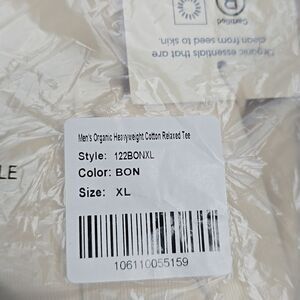 Certified
clean from seed to skin.
Organic essentials that are
LE
Men's Organic Heavyweight Cotton Relaxed Tee
Style: 122BONXL
Color: BON
Size: XL
106110055159